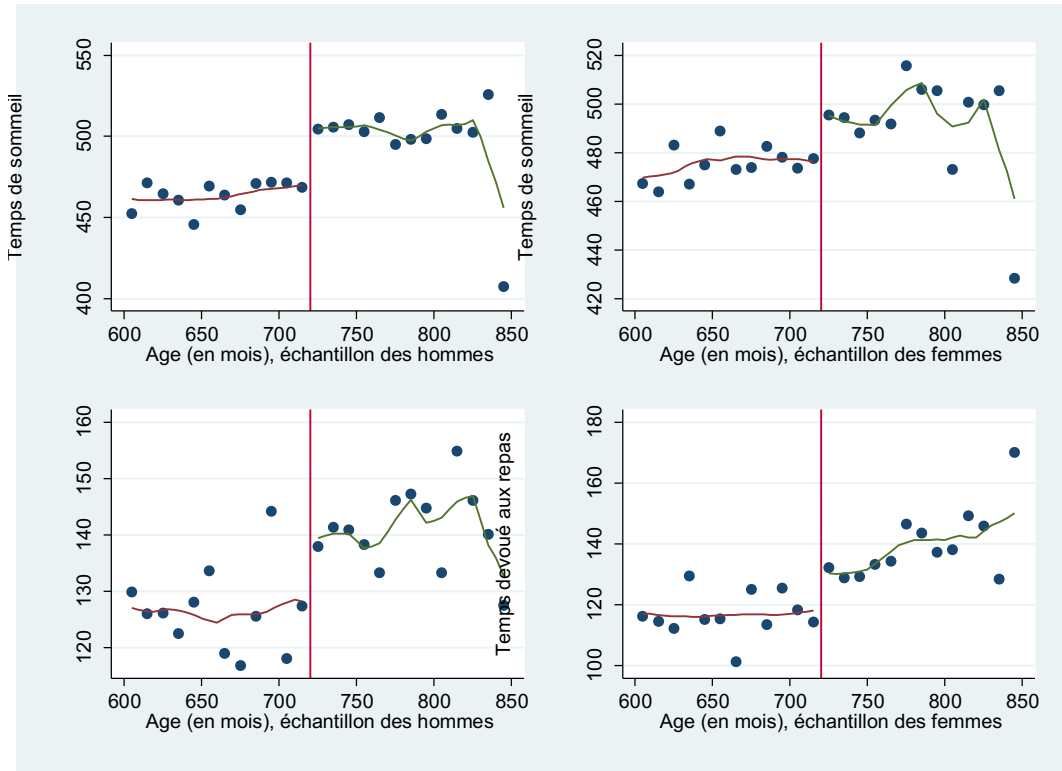 Temps de sommeil
550
500
450
400
600 650 700 750 800 850
Age (en mois), échantillon des hommes
Temps de sommeil
520
500
480
460
440
420
600 650 700 750 800 850
Age (en mois), échantillon des femmes
160
150
140
130
120
600 650 700 750 800 850
Age (en mois), échantillon des hommes
Temps devoué aux repas
180
160
140
120
100
600 650 700 750 800 850
Age (en mois), échantillon des femmes